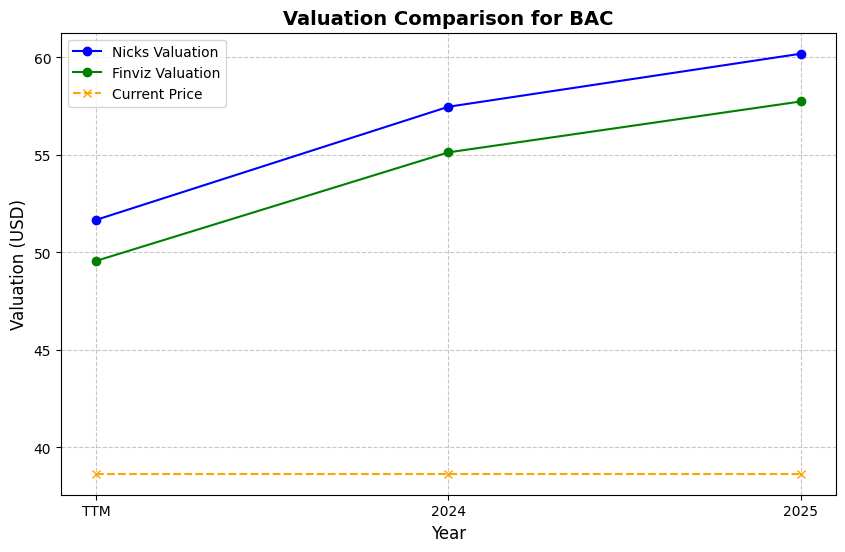 Valuation Comparison for BAC
Nicks Valuation
Finviz Valuation
Current Price
Valuation (USD)
60
55
50
45
40
TTM
2024
2025
Year